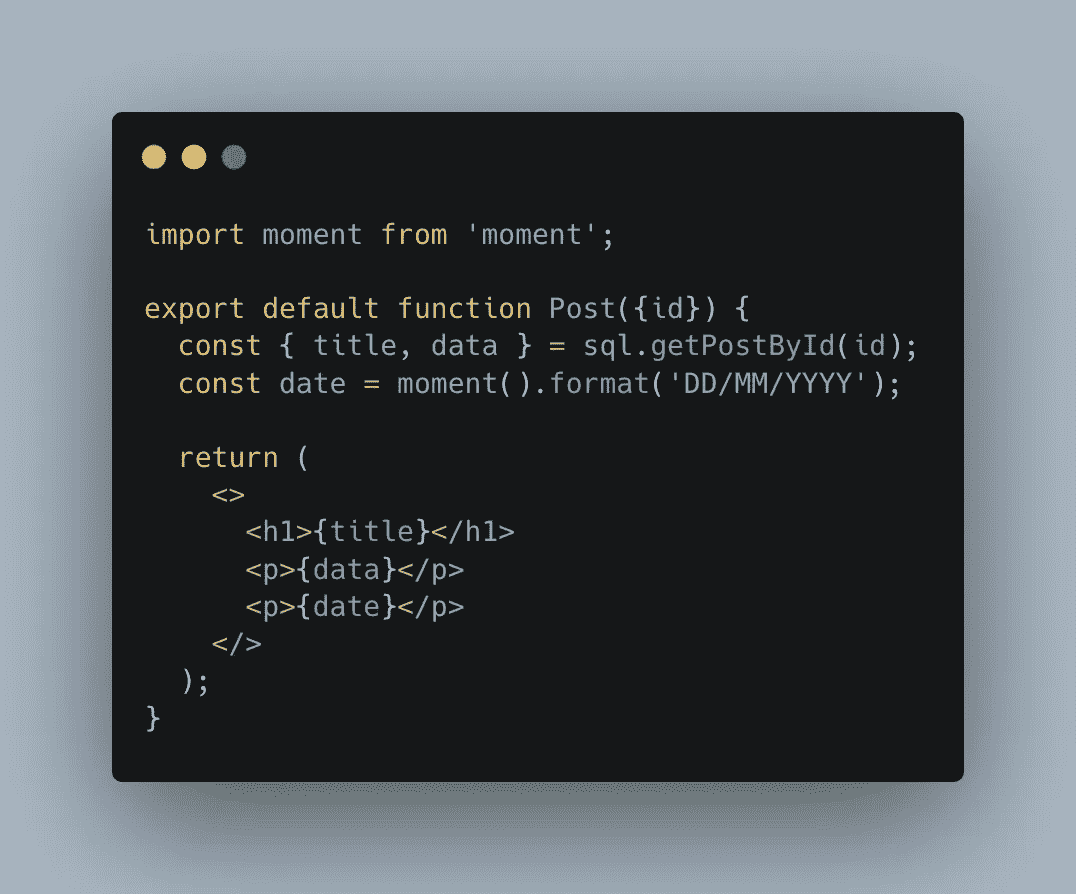 import moment from 'moment';
export default function Post({id}) {
const { title, data } = sql.getPostById(id);
const date = moment().format('DD/MM/YYYY');
return (
<>
<h1>{title}</h1>
<p>{data}</p>
<p>{date}</p>
</>
);
}